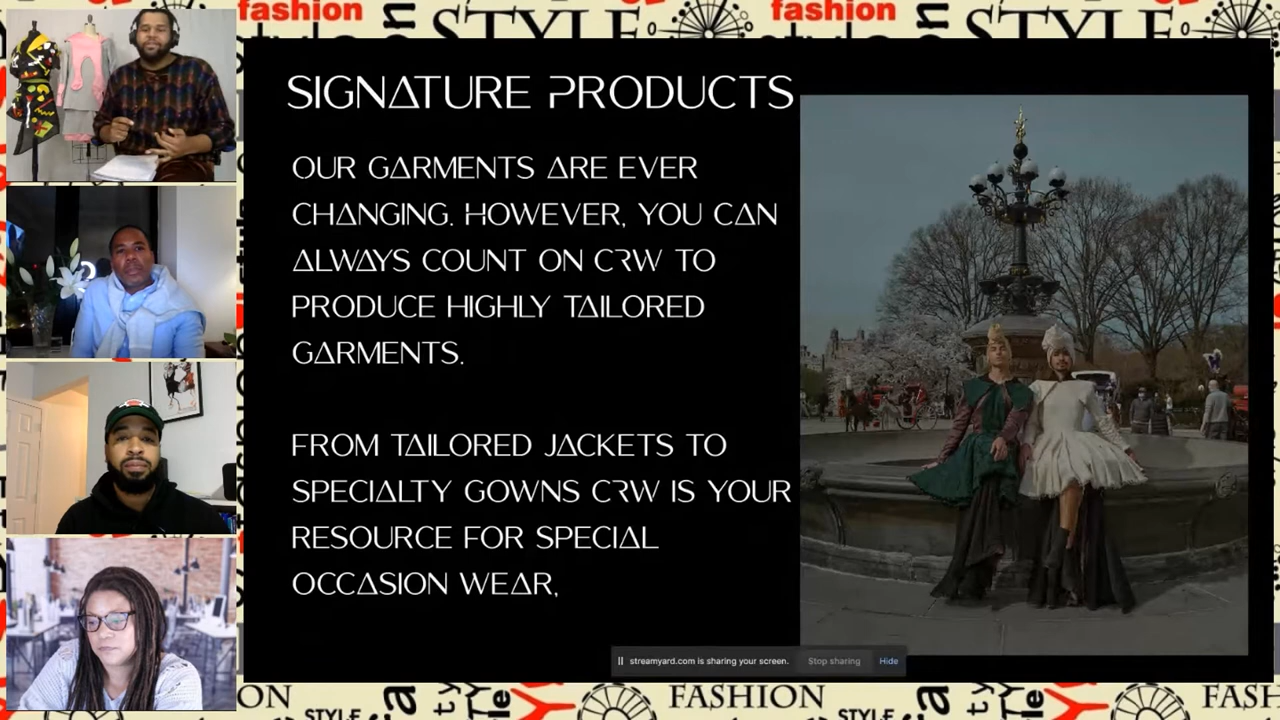 fashion
STYLE
fashion
STYLE
SIGNATURE PRODUCTS
OUR GARMENTS ARE EVER
CHANGING. HOWEVER, YOU CAN
ALWAYS COUNT ON CRW TO
PRODUCE HIGHLY TAILORED
GARMENTS.
FROM TAILORED JACKETS TO
SPECIALTY GOWNS CRW IS YOUR
RESOURCE FOR SPECIAL
OCCASION WEAR,
streamyard.com is sharing your screen.
Stop sharing
Hide
STYLE
FASHION